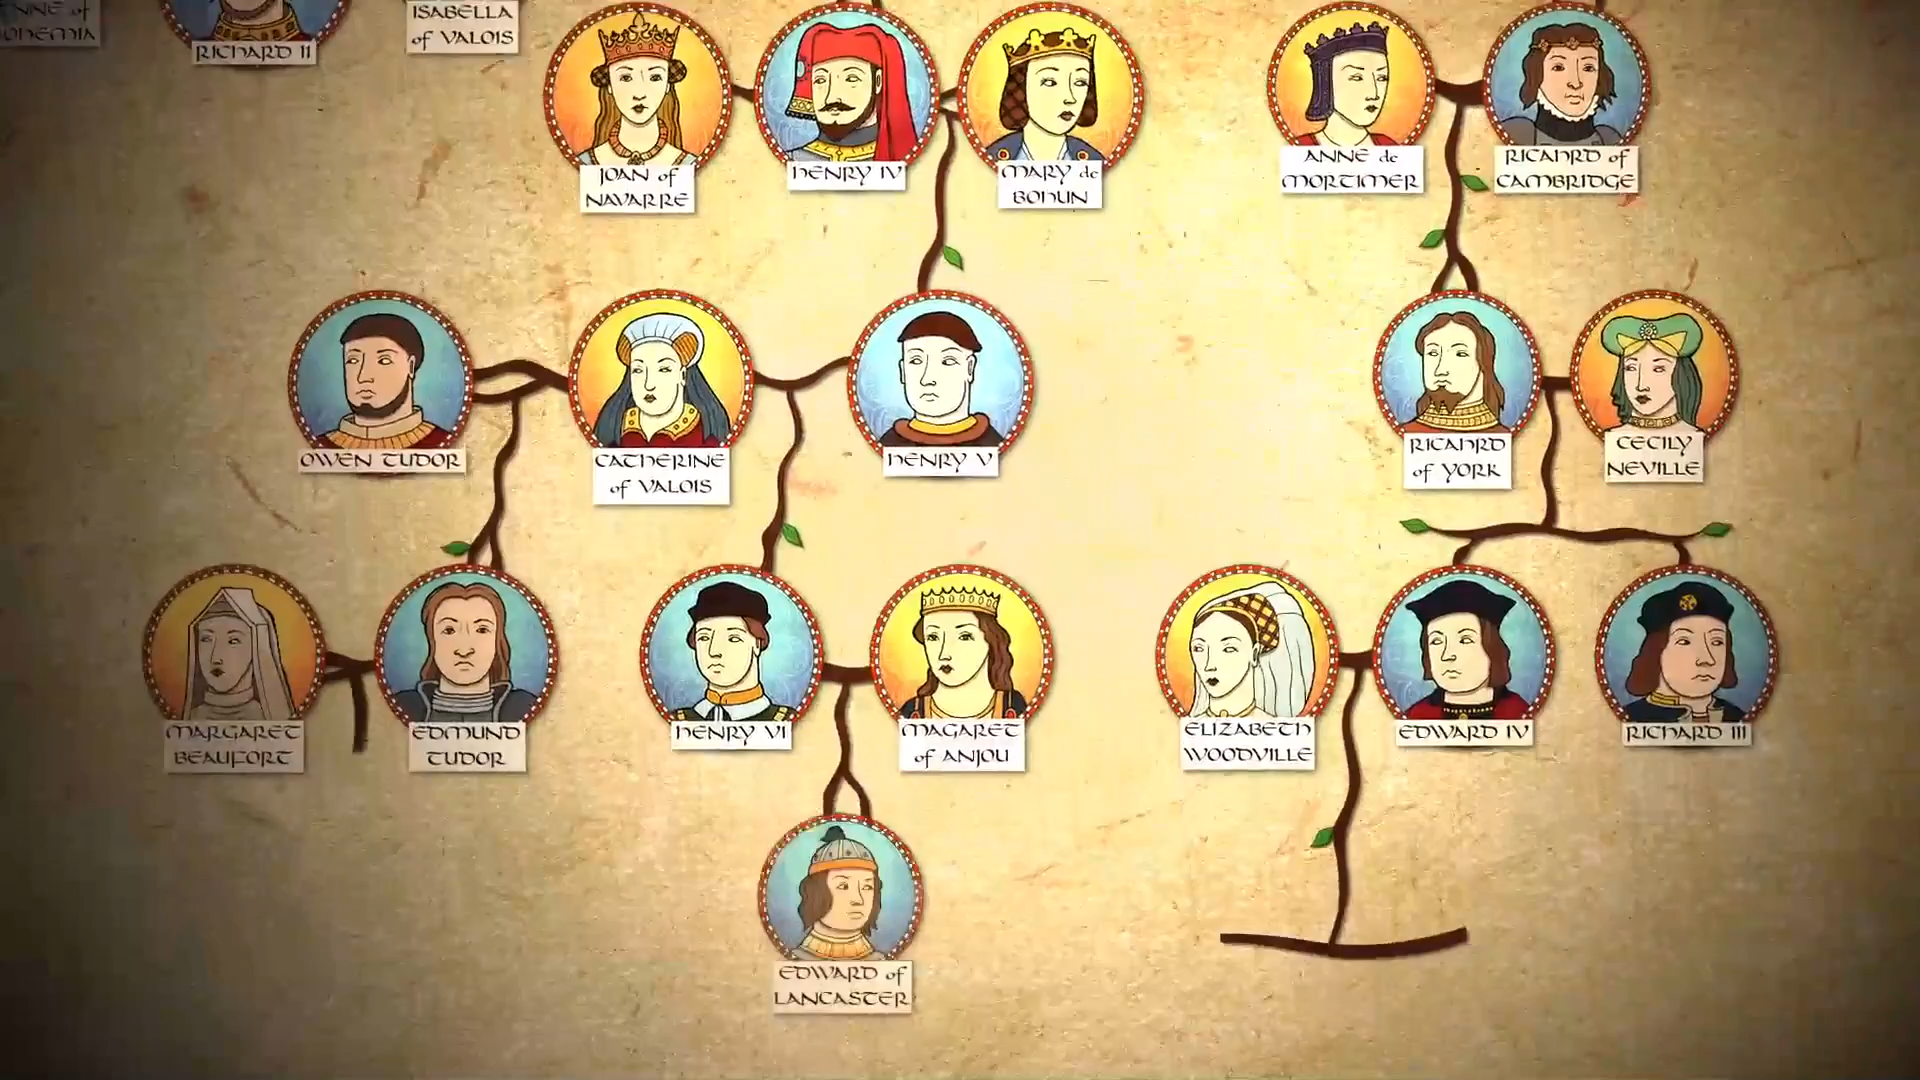 RICHARD II
ISABELLA
of VALOIS
JOAN of
NAVARRE
HENRY IV
MARY de
BOHUN
ANNE de
MORTIMER
RICAHRD of
CAMBRIDGE
OWEN TUDOR
CATHERINE
of VALOIS
HENRY V
RICAHRD
of YORK
CECILY
NEVILLE
MARGARET
BEAUFORT
EDMUND
TUDOR
HENRY VI
MAGARET
of ANJOU
ELIZABETH
WOODVILLE
EDWARD IV
RICHARD III
EDWARD of
LANCASTER